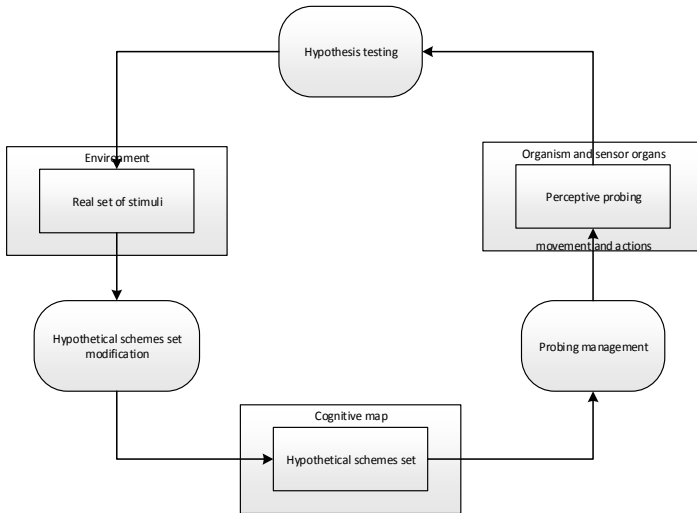 Hypothesis testing
Environment
Real set of stimuli
Organism and sensor organs
Perceptive probing
movement and actions
Hypothetical schemes set
modification
Probing management
Cognitive map
Hypothetical schemes set